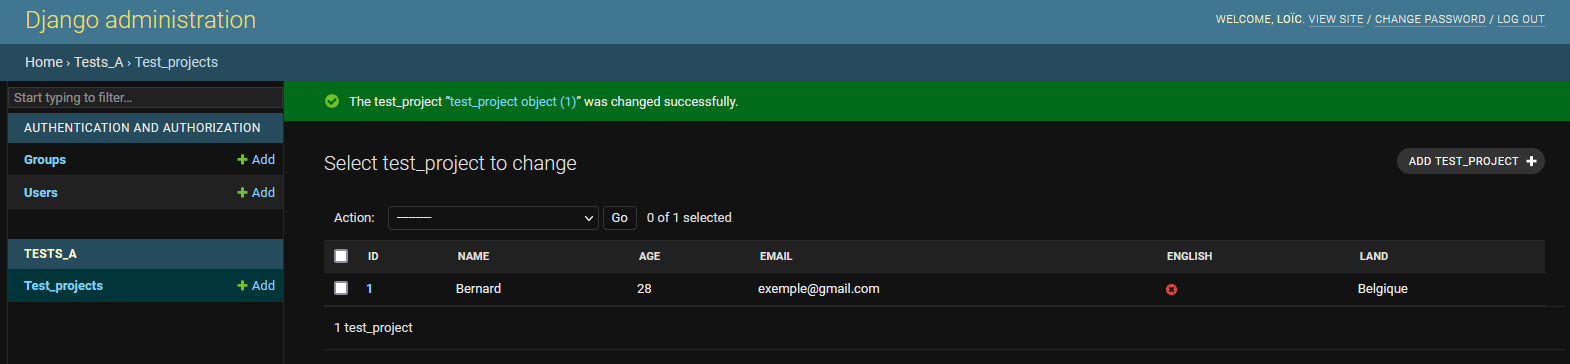 Django administration
WELCOME, LOÏC. VIEW SITE / CHANGE PASSWORD / LOG OUT
Home › Tests_A › Test_projects
Start typing to filter...
The test_project “test_project object (1)” was changed successfully.
AUTHENTICATION AND AUTHORIZATION
Groups + Add
Users + Add
TESTS_A
Test_projects + Add
Select test_project to change
ADD TEST_PROJECT +
Action: --------- Go 0 of 1 selected
ID NAME AGE EMAIL ENGLISH LAND
1 Bernard 28 exemple@gmail.com Belgique
1 test_project